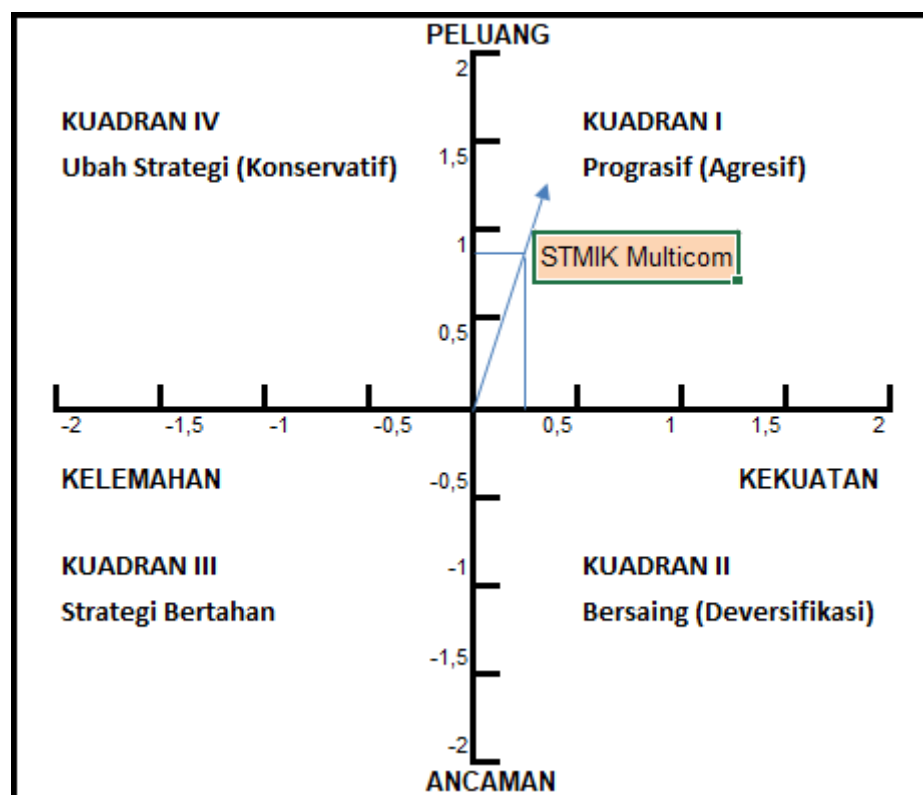 PELUANG
2
KUADRAN IV
KUADRAN I
Ubah Strategi (Konservatif)
1,5
Prograsif (Agresif)
1
STMIK Multicom
0,5
-2 -1,5 -1 -0,5 0,5 1 1,5 2
KELEMAHAN
-0,5
KEKUATAN
KUADRAN III
-1
KUADRAN II
Strategi Bertahan
Bersaing (Deversifikasi)
-1,5
-2
ANCAMAN